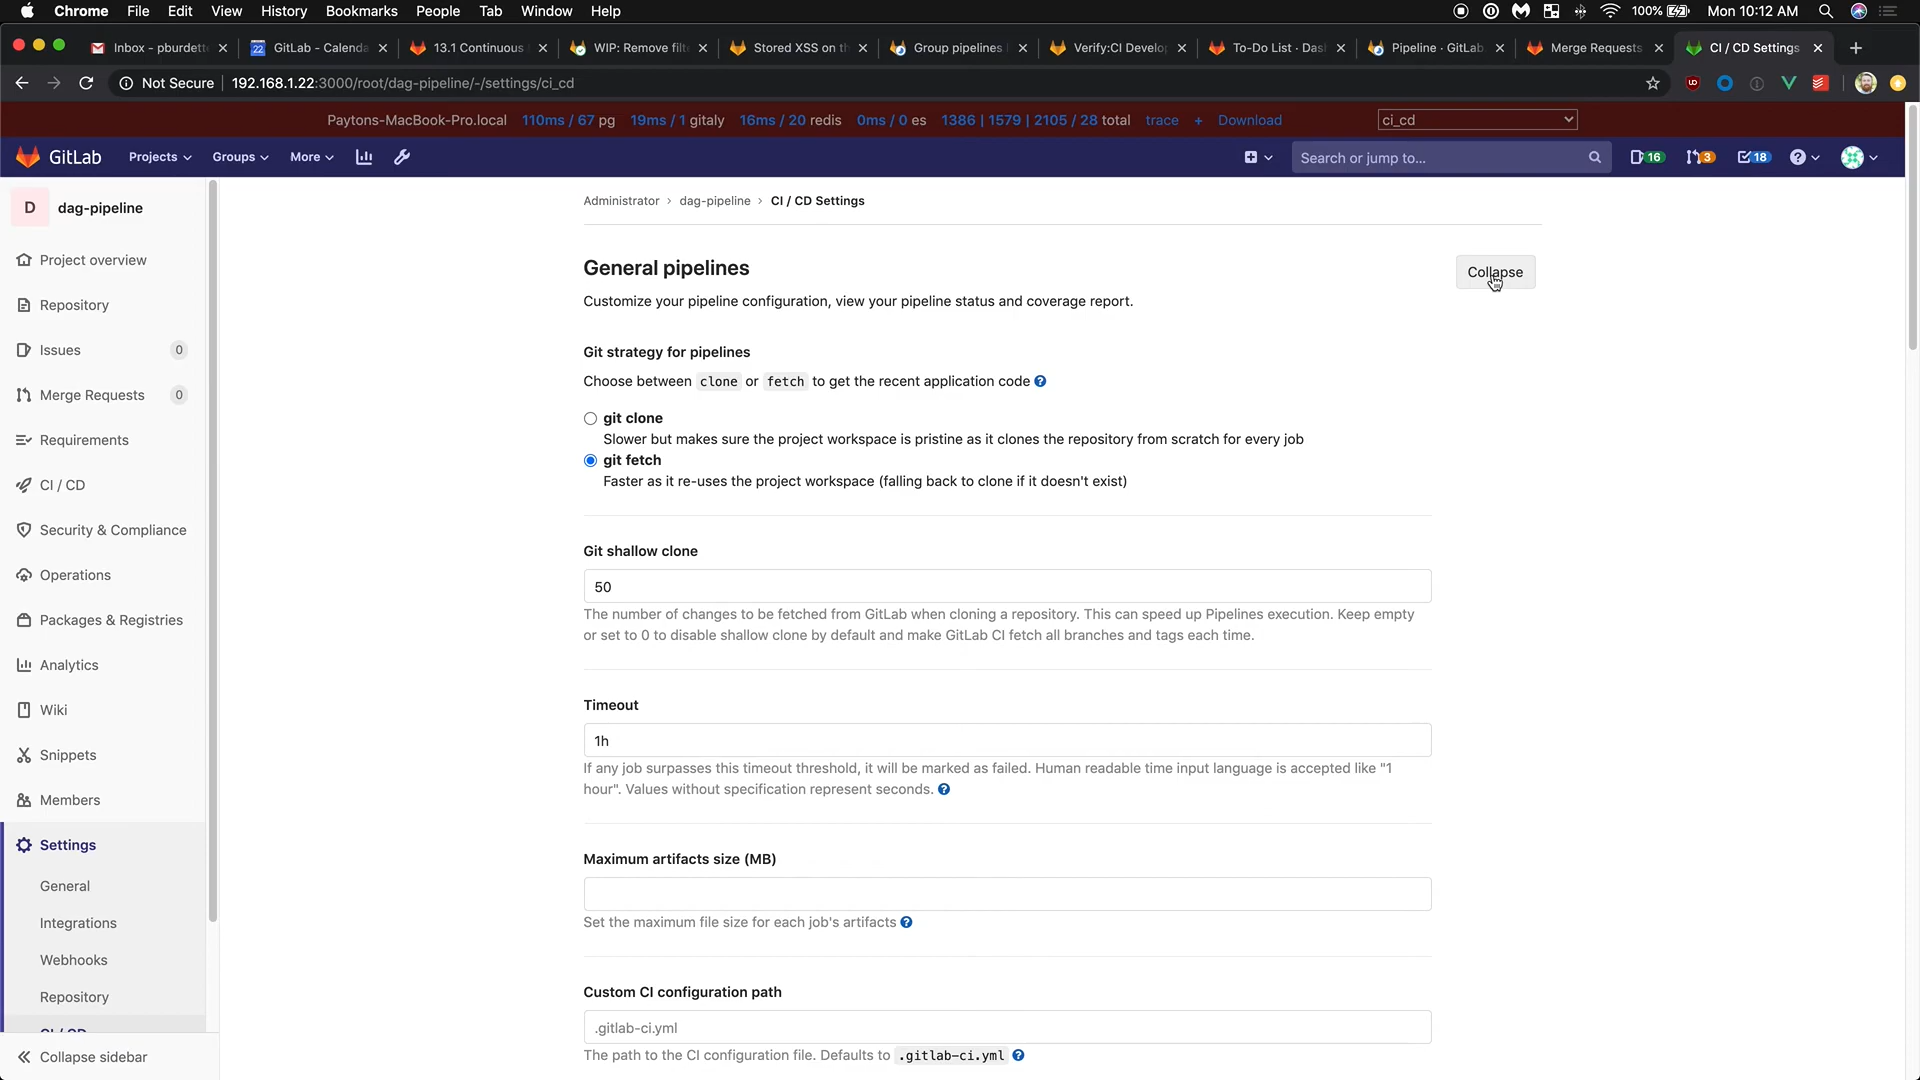 Chrome File Edit View History Bookmarks People Tab Window Help 100% Mon 10:12 AM
Inbox - pburdett 22 GitLab - Calenda 13.1 Continuous WIP: Remove filt Stored XSS on th Group pipelines Verify:CI Develo To-Do List · Das Pipeline · GitLab Merge Requests CI / CD Settings
Not Secure 192.168.1.22:3000/root/dag-pipeline/-/settings/ci_cd
Paytons-MacBook-Pro.local 110ms / 67 pg 19ms / 1 gitaly 16ms / 20 redis 0ms / 0 es 1386 | 1579 | 2105 / 28 total trace + Download ci_cd
GitLab Projects Groups More Search or jump to... 16 3 18
D dag-pipeline
Project overview
Repository
Issues 0
Merge Requests 0
Requirements
CI / CD
Security & Compliance
Operations
Packages & Registries
Analytics
Wiki
Snippets
Members
Settings
General
Integrations
Webhooks
Repository
CI / CD
Collapse sidebar
Administrator > dag-pipeline > CI / CD Settings
General pipelines
Collapse
Customize your pipeline configuration, view your pipeline status and coverage report.
Git strategy for pipelines
Choose between clone or fetch to get the recent application code
git clone
Slower but makes sure the project workspace is pristine as it clones the repository from scratch for every job
git fetch
Faster as it re-uses the project workspace (falling back to clone if it doesn't exist)
Git shallow clone
50
The number of changes to be fetched from GitLab when cloning a repository. This can speed up Pipelines execution. Keep empty
or set to 0 to disable shallow clone by default and make GitLab CI fetch all branches and tags each time.
Timeout
1h
If any job surpasses this timeout threshold, it will be marked as failed. Human readable time input language is accepted like "1
hour". Values without specification represent seconds.
Maximum artifacts size (MB)
Set the maximum file size for each job's artifacts
Custom CI configuration path
.gitlab-ci.yml
The path to the CI configuration file. Defaults to .gitlab-ci.yml